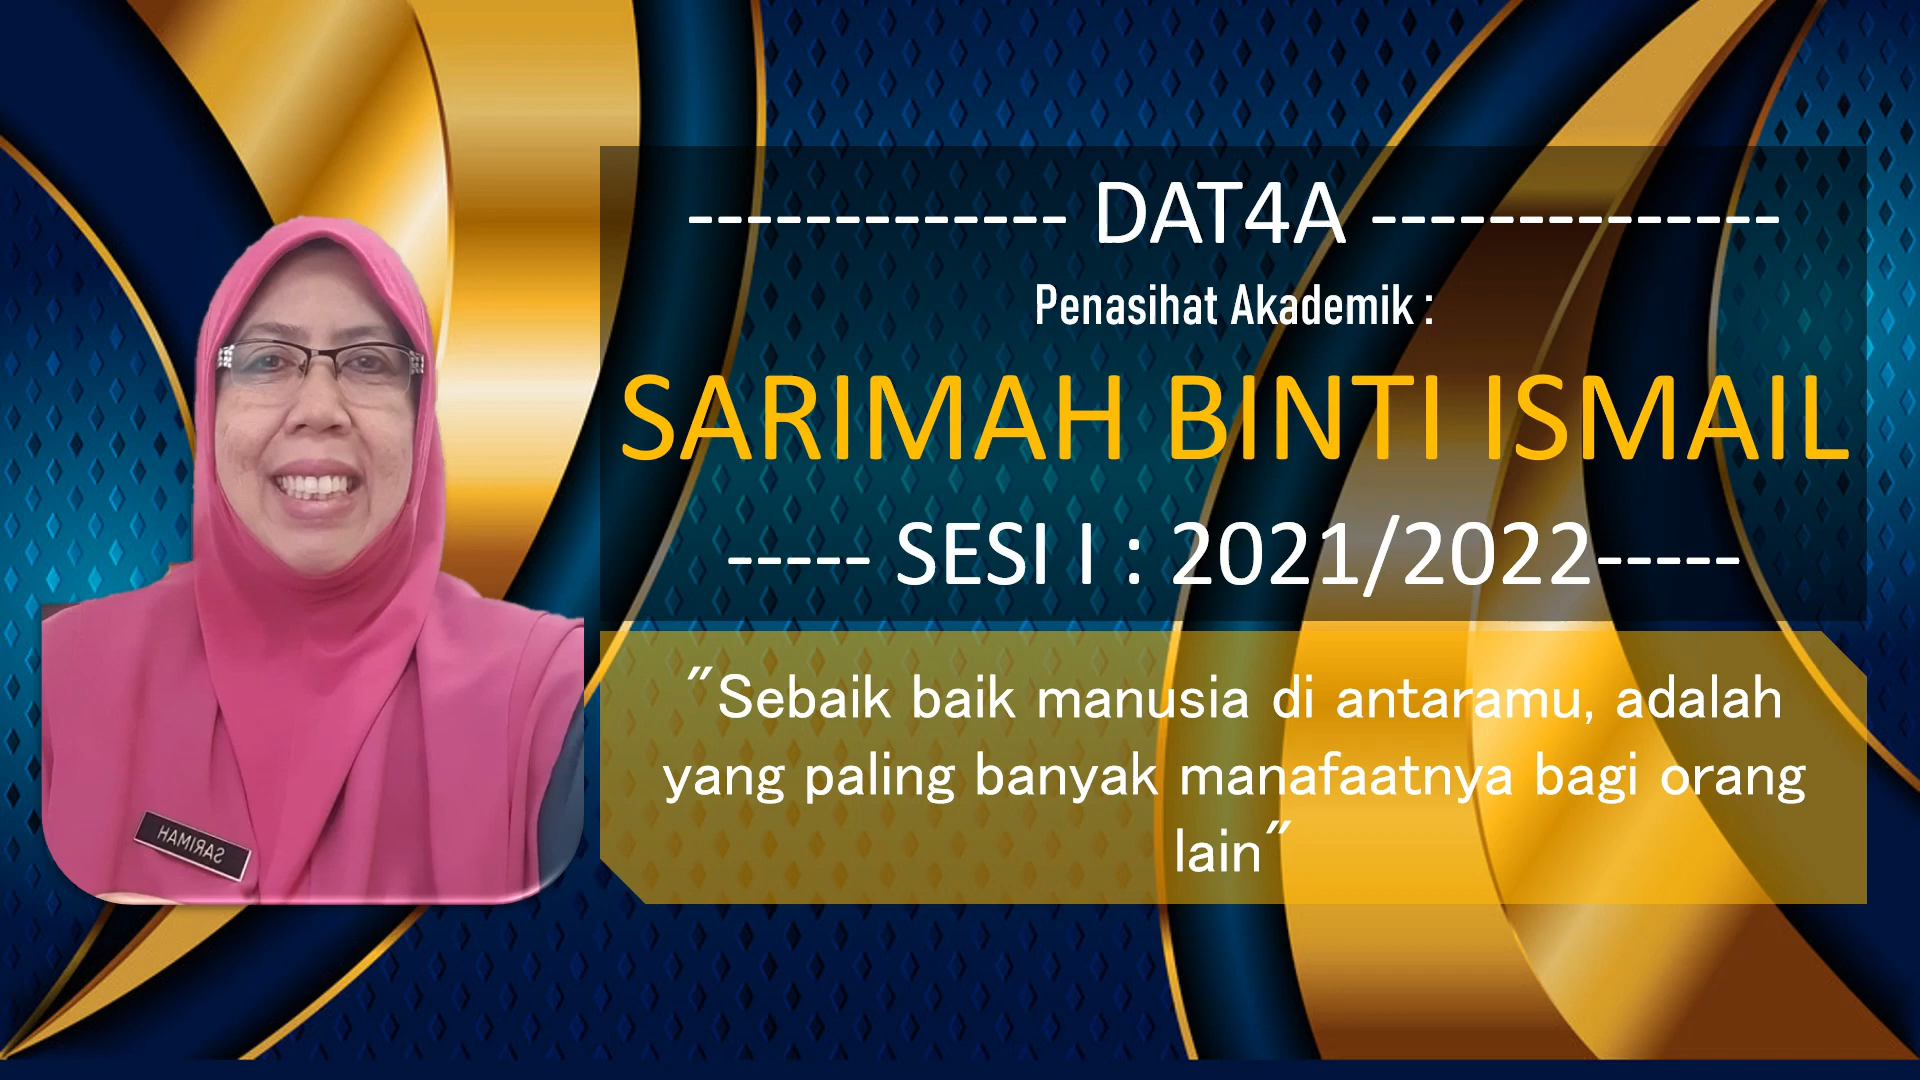 ------------- DAT4A --------------
Penasihat Akademik :
SARIMAH BINTI ISMAIL
----- SESI I : 2021/2022-----
"Sebaik baik manusia di antaramu, adalah
yang paling banyak manafaatnya bagi orang
lain"
SARIMAH